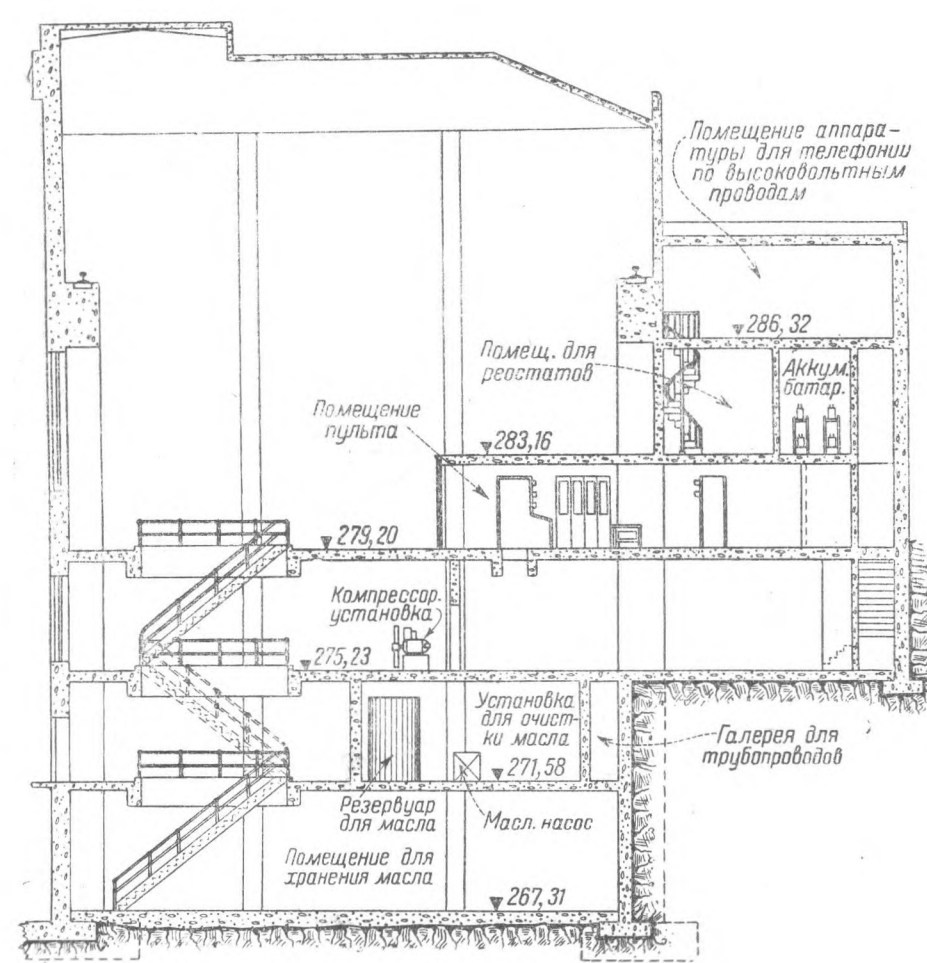 Помещение аппара-
туры для телефонии
по высоковольтным
проводам
286,32
Помещ. для
реостатов
Аккум.
батар.
Помещение
пульта
283,16
279,20
Компрессор.
установка
275,23
Установка
для очист-
ки масла
Галерея для
трубопроводов
271,58
Резервуар
для масла
Масл. насос
Помещение для
хранения масла
267,31